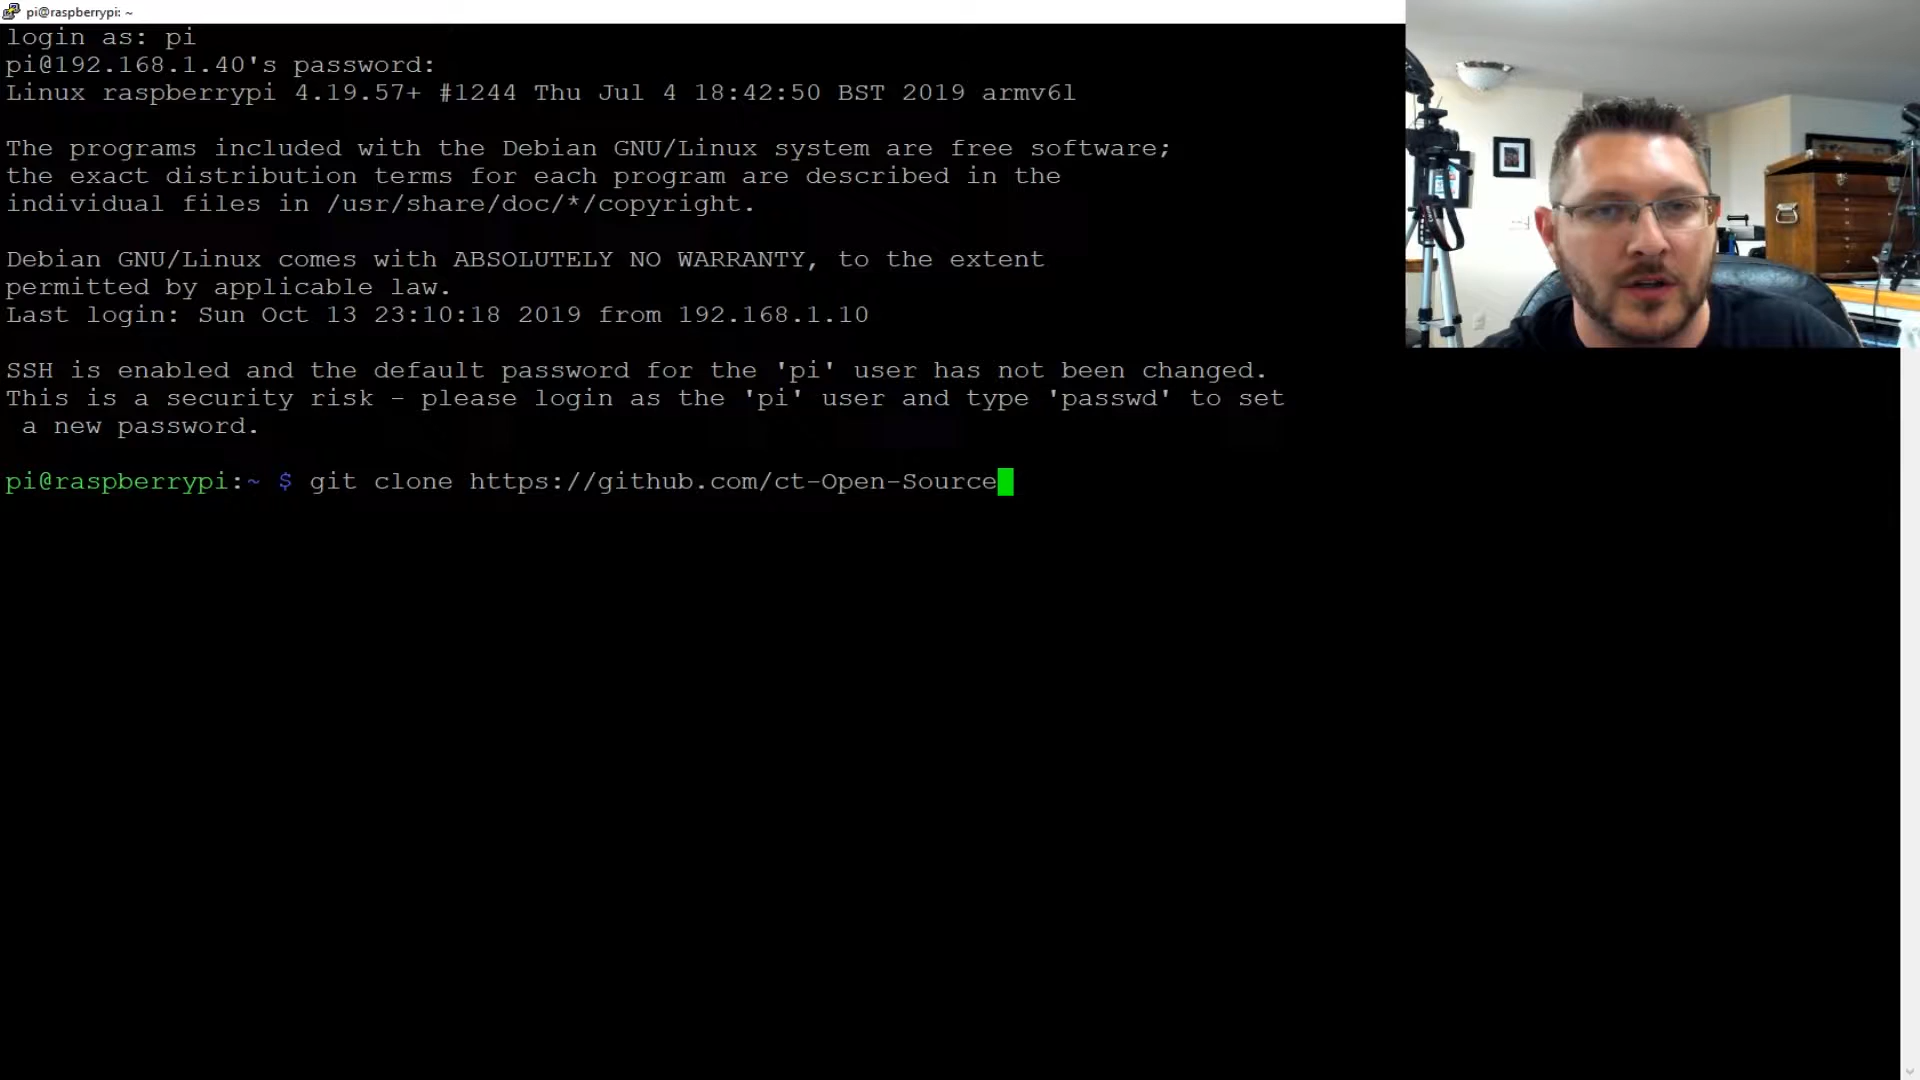 pi@raspberrypi: ~
login as: pi
pi@192.168.1.40's password:
Linux raspberrypi 4.19.57+ #1244 Thu Jul 4 18:42:50 BST 2019 armv6l
The programs included with the Debian GNU/Linux system are free software;
the exact distribution terms for each program are described in the
individual files in /usr/share/doc/*/copyright.
Debian GNU/Linux comes with ABSOLUTELY NO WARRANTY, to the extent
permitted by applicable law.
Last login: Sun Oct 13 23:10:18 2019 from 192.168.1.10
SSH is enabled and the default password for the 'pi' user has not been changed.
This is a security risk - please login as the 'pi' user and type 'passwd' to set
a new password.
pi@raspberrypi:~ $ git clone https://github.com/ct-Open-Source